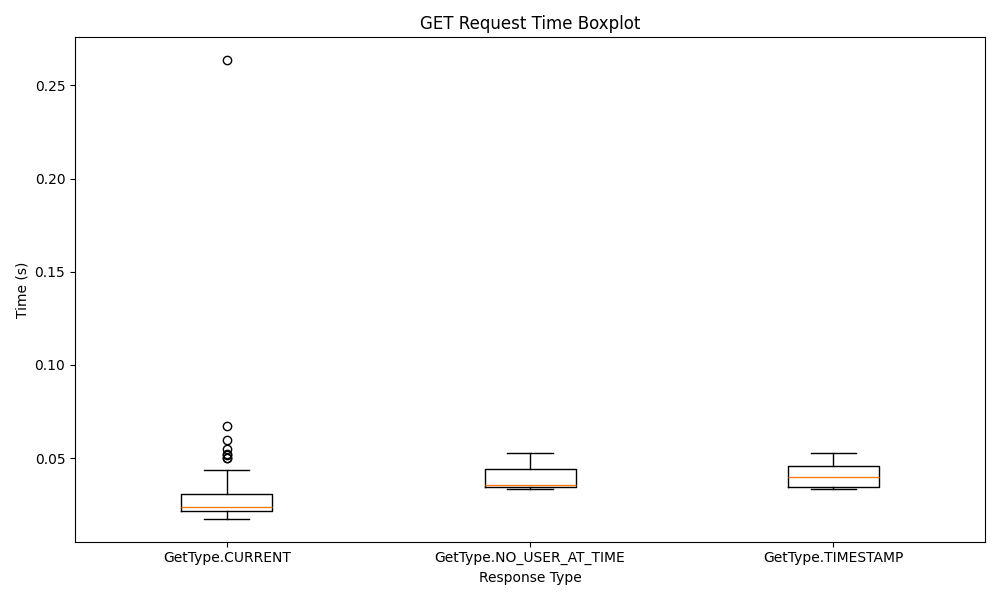 GET Request Time Boxplot
0.25
0.20
0.15
0.10
0.05
Time (s)
GetType.CURRENT
GetType.NO_USER_AT_TIME
GetType.TIMESTAMP
Response Type